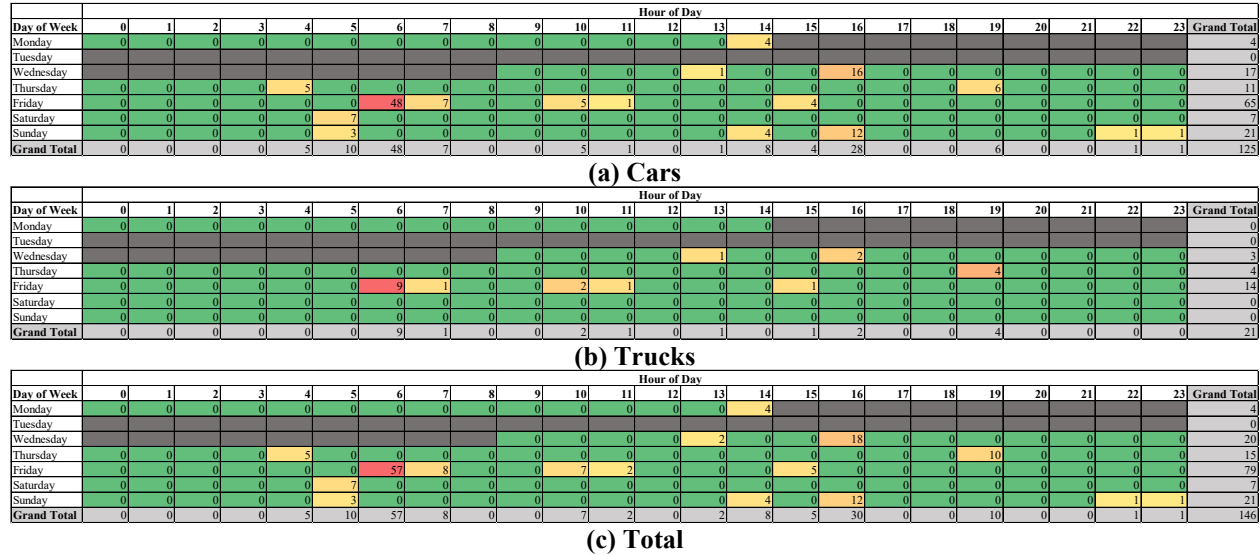 Hour of Day
Day of Week 0 1 2 3 4 5 6 7 8 9 10 11 12 13 14 15 16 17 18 19 20 21 22 23 Grand Total
Monday 0 0 0 0 0 0 0 0 0 0 0 0 0 0 4 4
Tuesday 0
Wednesday 0 0 0 0 1 0 0 16 0 0 0 0 0 0 0 17
Thursday 0 0 0 0 5 0 0 0 0 0 0 0 0 0 0 0 0 0 0 6 0 0 0 0 11
Friday 0 0 0 0 0 0 48 7 0 0 5 1 0 0 0 4 0 0 0 0 0 0 0 0 65
Saturday 0 0 0 0 0 7 0 0 0 0 0 0 0 0 0 0 0 0 0 0 0 0 0 0 7
Sunday 0 0 0 0 0 3 0 0 0 0 0 0 0 0 4 0 12 0 0 0 0 0 1 1 21
Grand Total 0 0 0 0 5 10 48 7 0 0 5 1 0 1 8 4 28 0 0 6 0 0 1 1 125
(a) Cars
Hour of Day
Day of Week 0 1 2 3 4 5 6 7 8 9 10 11 12 13 14 15 16 17 18 19 20 21 22 23 Grand Total
Monday 0 0 0 0 0 0 0 0 0 0 0 0 0 0 0 0
Tuesday 0
Wednesday 0 0 0 0 1 0 0 2 0 0 0 0 0 0 0 3
Thursday 0 0 0 0 0 0 0 0 0 0 0 0 0 0 0 0 0 0 0 4 0 0 0 0 4
Friday 0 0 0 0 0 0 9 1 0 0 2 1 0 0 0 1 0 0 0 0 0 0 0 0 14
Saturday 0 0 0 0 0 0 0 0 0 0 0 0 0 0 0 0 0 0 0 0 0 0 0 0 0
Sunday 0 0 0 0 0 0 0 0 0 0 0 0 0 0 0 0 0 0 0 0 0 0 0 0 0
Grand Total 0 0 0 0 0 0 9 1 0 0 2 1 0 1 0 1 2 0 0 4 0 0 0 0 21
(b) Trucks
Hour of Day
Day of Week 0 1 2 3 4 5 6 7 8 9 10 11 12 13 14 15 16 17 18 19 20 21 22 23 Grand Total
Monday 0 0 0 0 0 0 0 0 0 0 0 0 0 0 4 4
Tuesday 0
Wednesday 0 0 0 0 2 0 0 18 0 0 0 0 0 0 0 20
Thursday 0 0 0 0 5 0 0 0 0 0 0 0 0 0 0 0 0 0 0 10 0 0 0 0 15
Friday 0 0 0 0 0 0 57 8 0 0 7 2 0 0 0 5 0 0 0 0 0 0 0 0 79
Saturday 0 0 0 0 0 7 0 0 0 0 0 0 0 0 0 0 0 0 0 0 0 0 0 0 7
Sunday 0 0 0 0 0 3 0 0 0 0 0 0 0 0 4 0 12 0 0 0 0 0 1 1 21
Grand Total 0 0 0 0 5 10 57 8 0 0 7 2 0 2 8 5 30 0 0 10 0 0 1 1 146
(c) Total